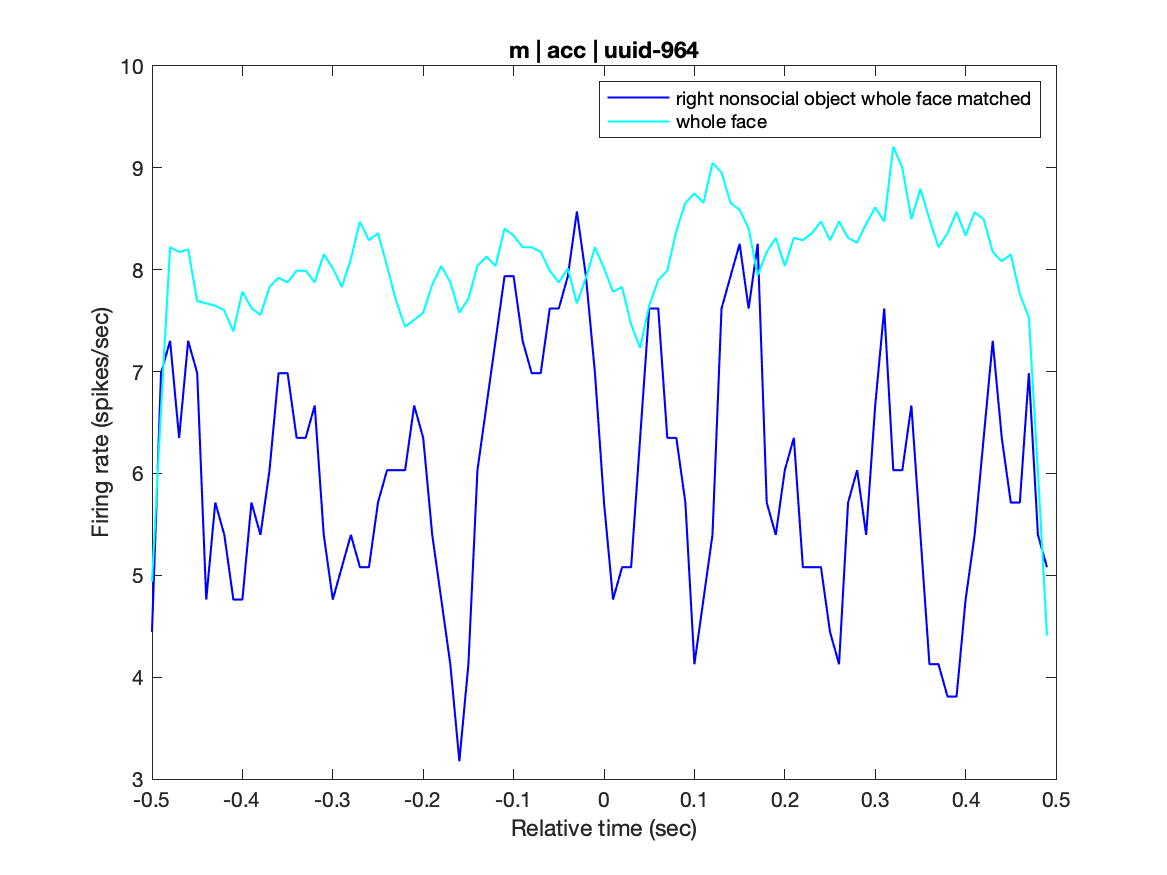 m | acc | uuid-964
10
right nonsocial object whole face matched
whole face
9
8
7
6
5
4
3
Firing rate (spikes/sec)
-0.5 -0.4 -0.3 -0.2 -0.1 0 0.1 0.2 0.3 0.4 0.5
Relative time (sec)